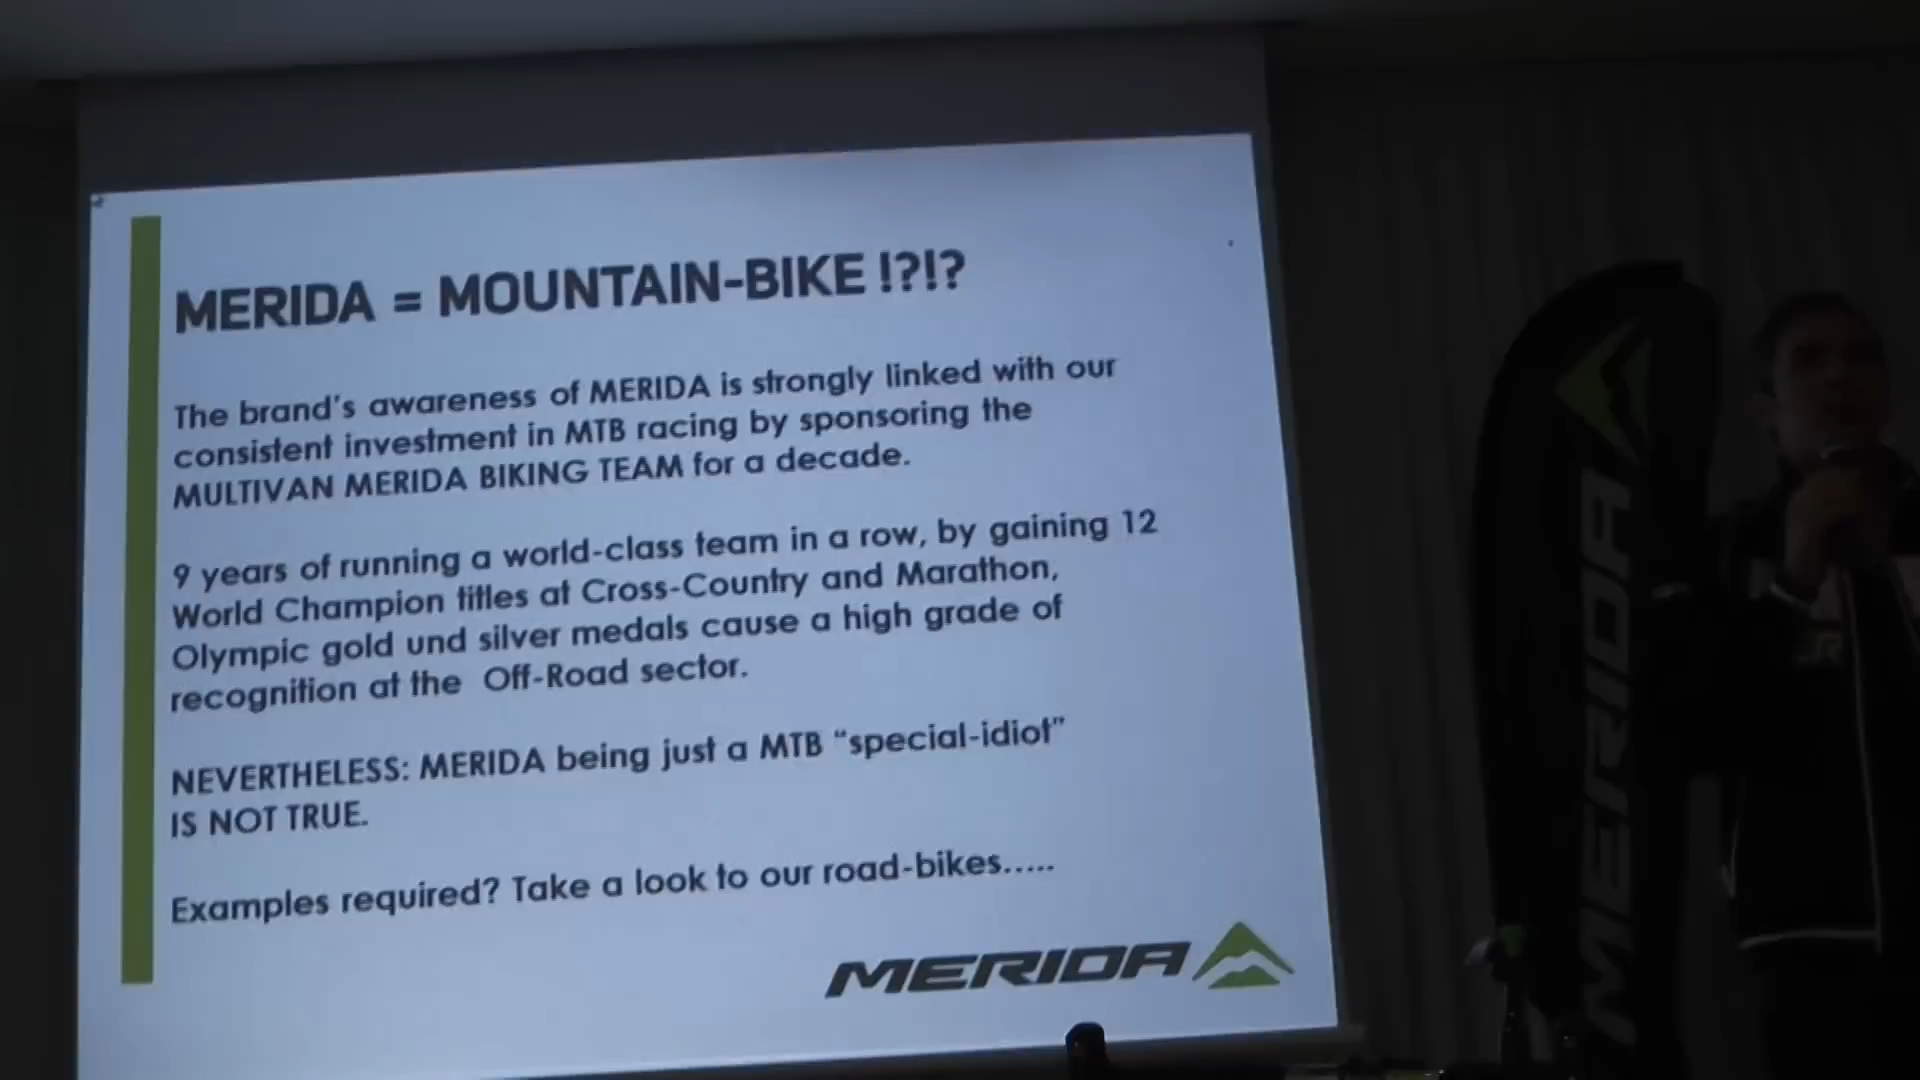 MERIDA = MOUNTAIN-BIKE !?!?
The brand's awareness of MERIDA is strongly linked with our
consistent investment in MTB racing by sponsoring the
MULTIVAN MERIDA BIKING TEAM for a decade.
9 years of running a world-class team in a row, by gaining 12
World Champion titles at Cross-Country and Marathon,
Olympic gold und silver medals cause a high grade of
recognition at the Off-Road sector.
NEVERTHELESS: MERIDA being just a MTB "special-idiot"
IS NOT TRUE.
Examples required? Take a look to our road-bikes.....
MERIDA
MERIDA